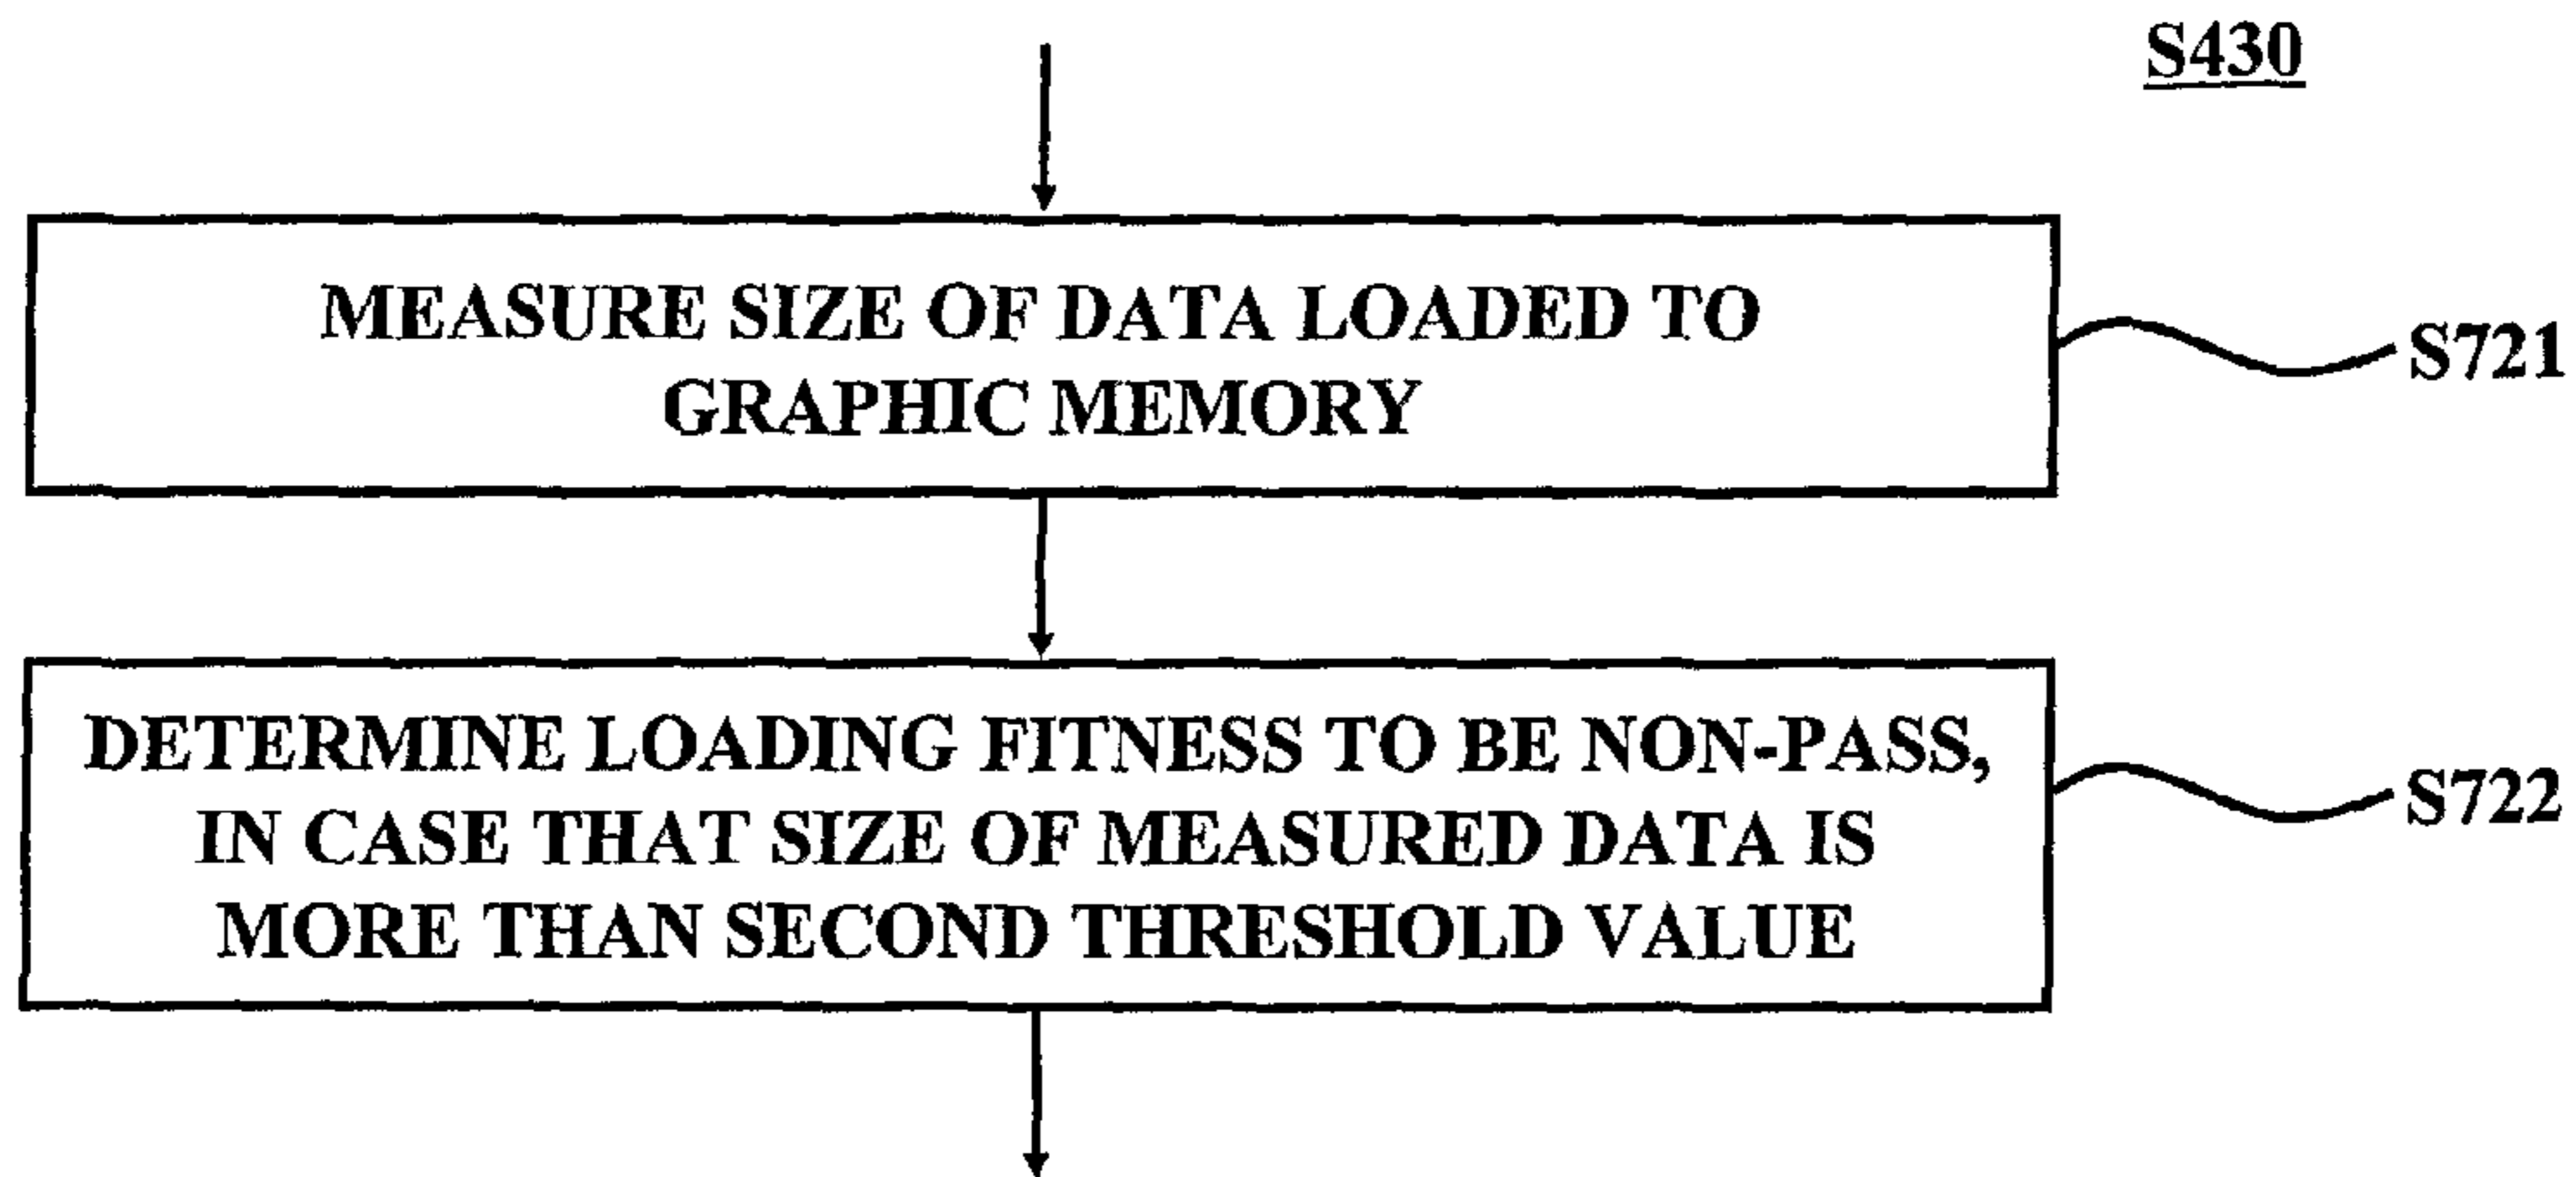 S430
MEASURE SIZE OF DATA LOADED TO
GRAPHIC MEMORY
S721
DETERMINE LOADING FITNESS TO BE NON-PASS,
IN CASE THAT SIZE OF MEASURED DATA IS
MORE THAN SECOND THRESHOLD VALUE
S722